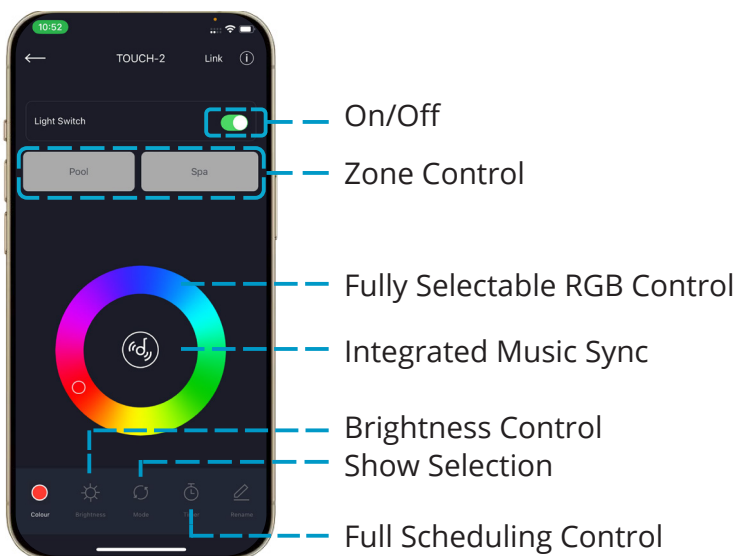 10:52
TOUCH-2 Link i
Light Switch
On/Off
Pool Spa
Zone Control
Fully Selectable RGB Control
Integrated Music Sync
Brightness Control
Show Selection
Colour Brightness Mode Timer Rename
Full Scheduling Control